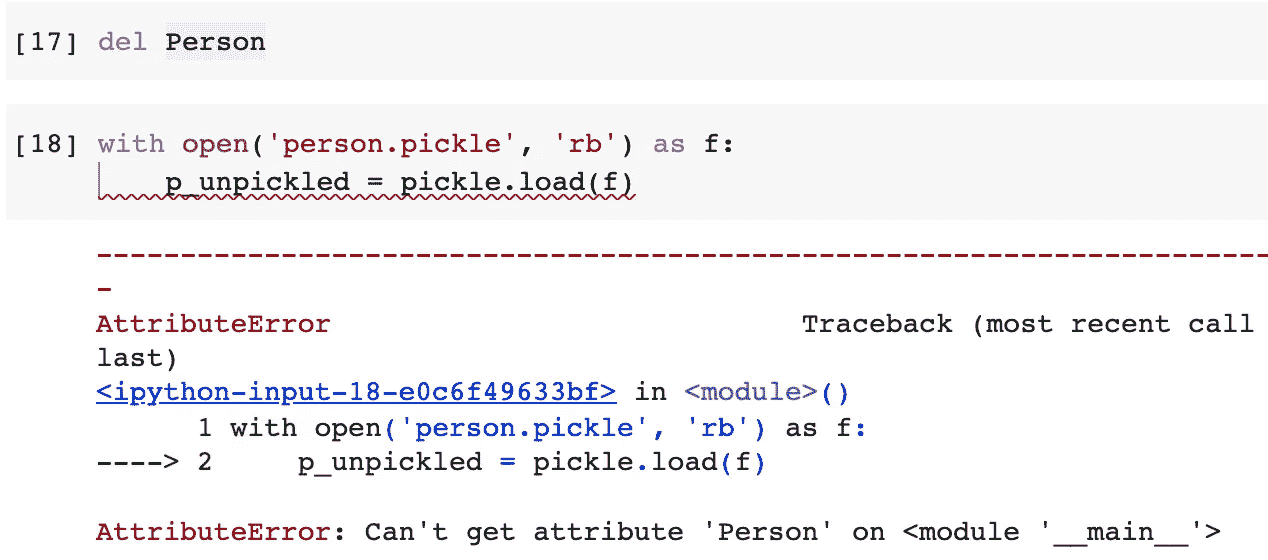 [17] del Person
[18] with open('person.pickle', 'rb') as f:
    p_unpickled = pickle.load(f)
---------------------------------------------------------------------
-
AttributeError                            Traceback (most recent call
last)
<ipython-input-18-e0c6f49633bf> in <module>()
      1 with open('person.pickle', 'rb') as f:
----> 2     p_unpickled = pickle.load(f)
AttributeError: Can't get attribute 'Person' on <module '__main__'>